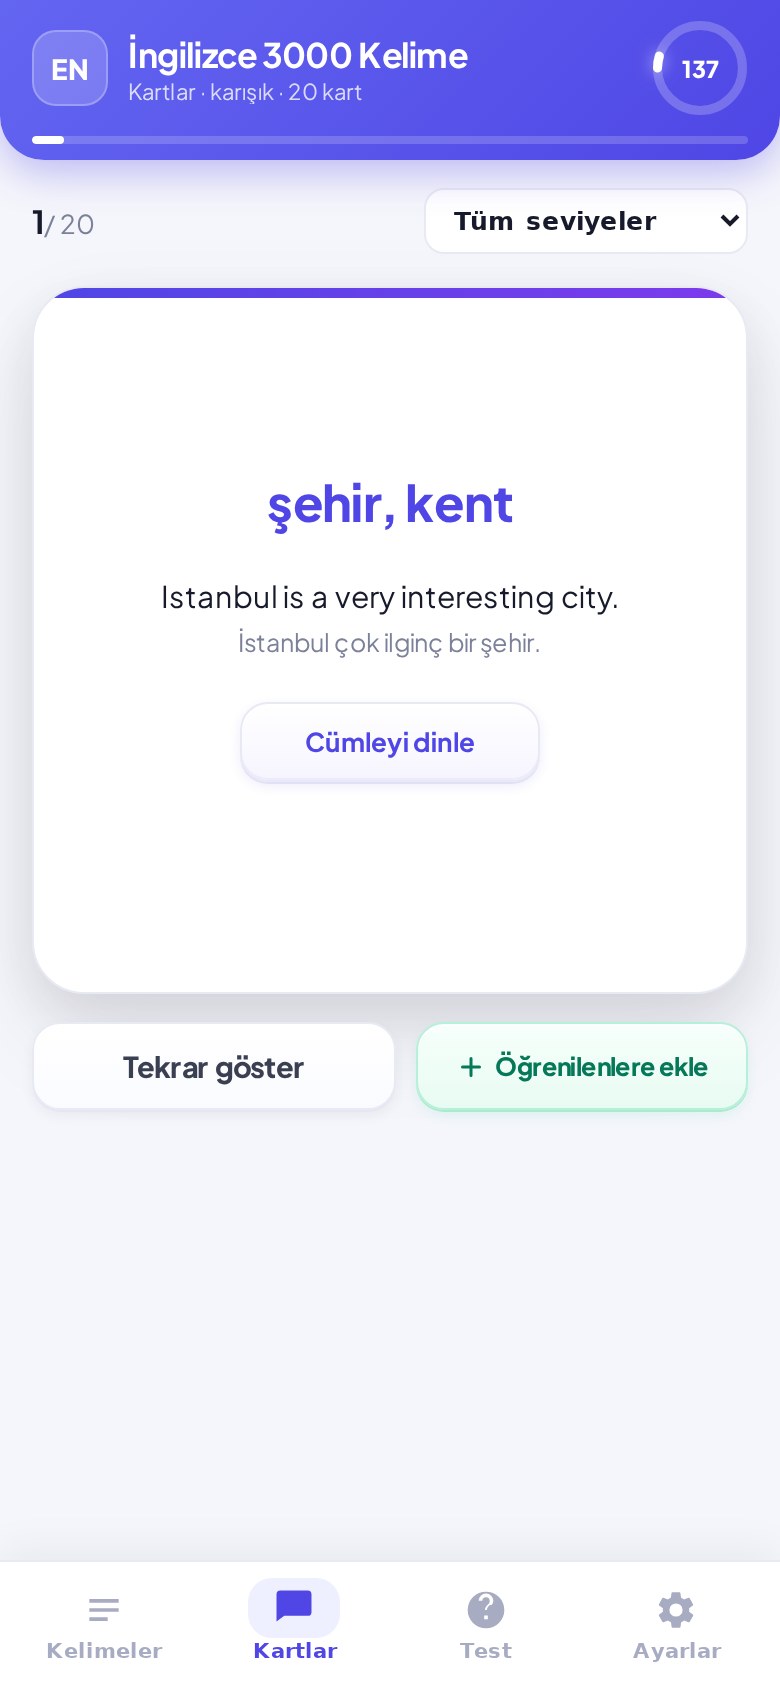 EN
İngilizce 3000 Kelime
Kartlar · karışık · 20 kart
137
1/ 20
Tüm seviyeler
şehir, kent
Istanbul is a very interesting city.
İstanbul çok ilginç bir şehir.
Cümleyi dinle
Tekrar göster
+ Öğrenilenlere ekle
Kelimeler
Kartlar
Test
Ayarlar